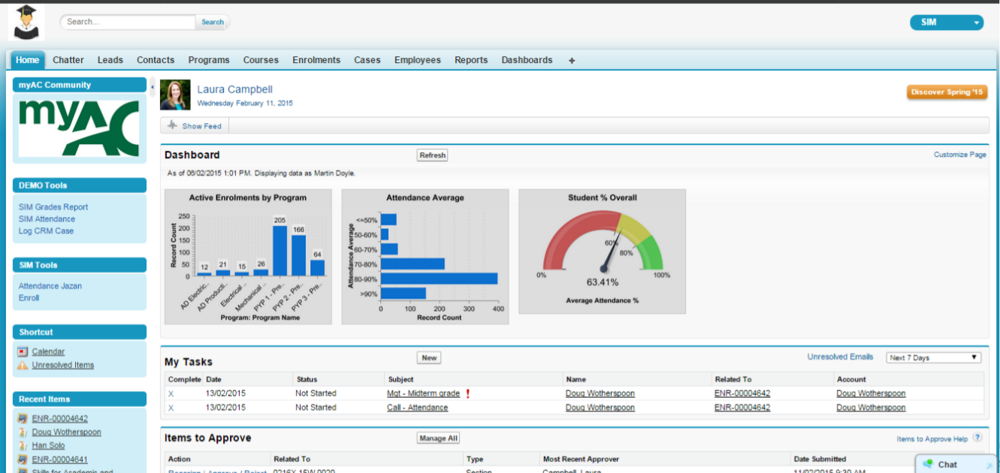 Search...
Search
SIM
Home Chatter Leads Contacts Programs Courses Enrolments Cases Employees Reports Dashboards +
myAC Community
myAC
DEMO Tools
SIM Grades Report
SIM Attendance
Log CRM Case
SIM Tools
Attendance Jazan
Enroll
Shortcut
Calendar
Unresolved Items
Recent Items
ENR-00004642
Doug Wotherspoon
Han Solo
ENR-00004641
Skills for Academic and
Laura Campbell
Wednesday February 11, 2015
Discover Spring '15
Show Feed
Dashboard
Refresh
Customize Page
As of 06/02/2015 1:01 PM. Displaying data as Martin Doyle.
Active Enrolments by Program
Record Count
250
200
150
100
50
0
12 21 15 26 205 166 64
AD Electric... AD Producti... Electrical ... Mechanical ... PYP 1 - Pre... PYP 2 - Pre... PYP 3 - Pre...
Program: Program Name
Attendance Average
Attendance Average
<=50%
50-60%
60-70%
70-80%
80-90%
>90%
0 100 200 300 400
Record Count
Student % Overall
0% 60% 80% 100%
63.41%
Average Attendance %
My Tasks
New
Unresolved Emails
Next 7 Days
Complete Date Status Subject Name Related To Account
X 13/02/2015 Not Started Mgt - Midterm grade ! Doug Wotherspoon ENR-00004642 Doug Wotherspoon
X 13/02/2015 Not Started Call - Attendance Doug Wotherspoon ENR-00004642 Doug Wotherspoon
Items to Approve
Manage All
Items to Approve Help ?
Action Related To Type Most Recent Approver Date Submitted
Reassign | Approve / Reject 0216X-15W-0020 Section Campbell, Laura 11/02/2015 9:30 AM
Chat